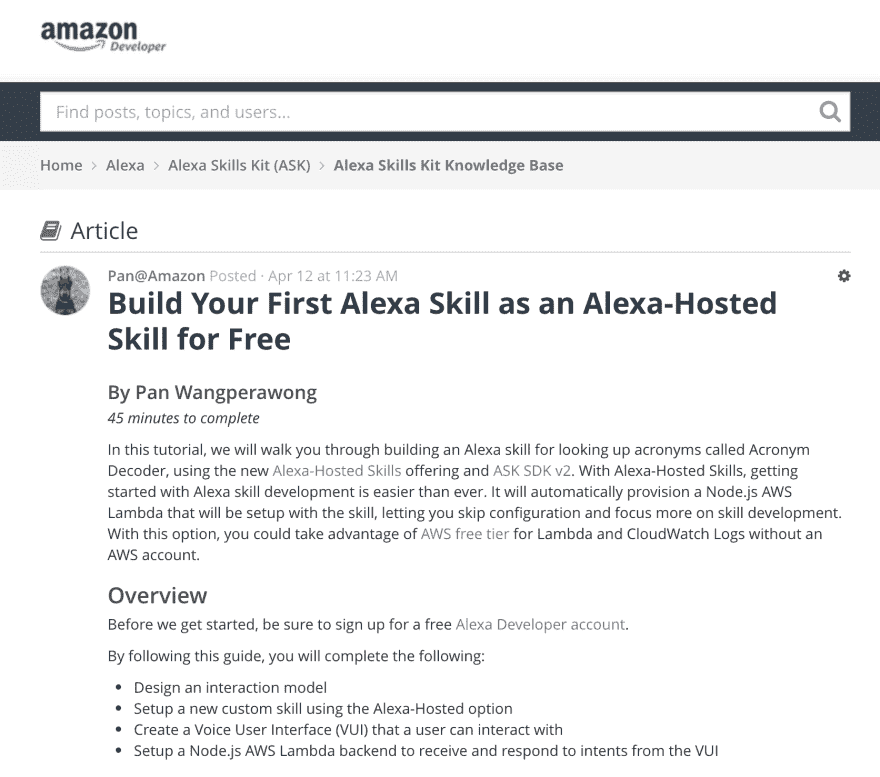 amazon
Developer
Find posts, topics, and users...
Home > Alexa > Alexa Skills Kit (ASK) > Alexa Skills Kit Knowledge Base
Article
Pan@Amazon Posted · Apr 12 at 11:23 AM
Build Your First Alexa Skill as an Alexa-Hosted
Skill for Free
By Pan Wangperawong
45 minutes to complete
In this tutorial, we will walk you through building an Alexa skill for looking up acronyms called Acronym
Decoder, using the new Alexa-Hosted Skills offering and ASK SDK v2. With Alexa-Hosted Skills, getting
started with Alexa skill development is easier than ever. It will automatically provision a Node.js AWS
Lambda that will be setup with the skill, letting you skip configuration and focus more on skill development.
With this option, you could take advantage of AWS free tier for Lambda and CloudWatch Logs without an
AWS account.
Overview
Before we get started, be sure to sign up for a free Alexa Developer account.
By following this guide, you will complete the following:
• Design an interaction model
• Setup a new custom skill using the Alexa-Hosted option
• Create a Voice User Interface (VUI) that a user can interact with
• Setup a Node.js AWS Lambda backend to receive and respond to intents from the VUI